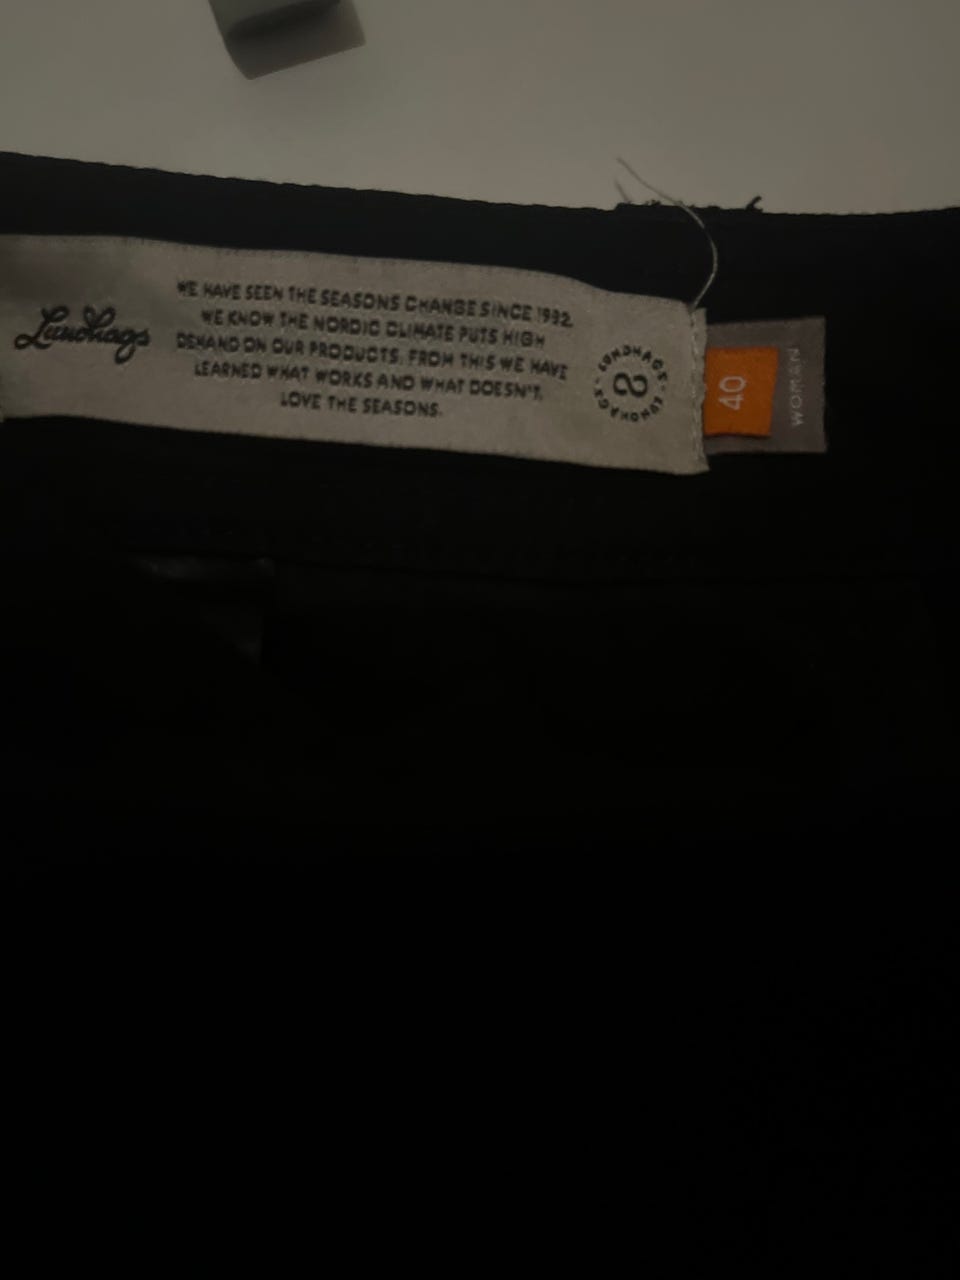 Lundhags
WE HAVE SEEN THE SEASONS CHANGE SINCE 1932.
WE KNOW THE NORDIC CLIMATE PUTS HIGH
DEMAND ON OUR PRODUCTS. FROM THIS WE HAVE
LEARNED WHAT WORKS AND WHAT DOESN'T.
LOVE THE SEASONS.
LUNDHAGS - LUNDHAGS -
40
WOMEN